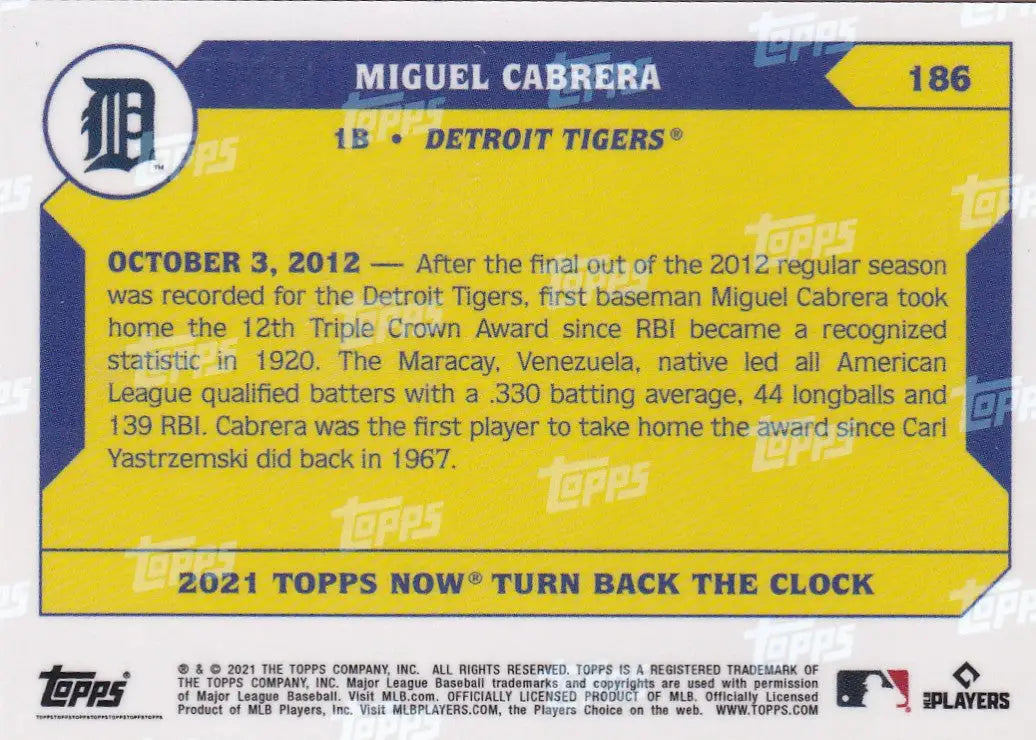 MIGUEL CABRERA
186
1B • DETROIT TIGERS®
OCTOBER 3, 2012 — After the final out of the 2012 regular season
was recorded for the Detroit Tigers, first baseman Miguel Cabrera took
home the 12th Triple Crown Award since RBI became a recognized
statistic in 1920. The Maracay, Venezuela, native led all American
League qualified batters with a .330 batting average, 44 longballs and
139 RBI. Cabrera was the first player to take home the award since Carl
Yastrzemski did back in 1967.
2021 TOPPS NOW® TURN BACK THE CLOCK
topps®
® & © 2021 THE TOPPS COMPANY, INC. ALL RIGHTS RESERVED. TOPPS IS A REGISTERED TRADEMARK OF
THE TOPPS COMPANY, INC. Major League Baseball trademarks and copyrights are used with permission
of Major League Baseball. Visit MLB.com. OFFICIALLY LICENSED PRODUCT OF MLB. Officially Licensed
Product of MLB Players, Inc. Visit MLBPLAYERS.COM, the Players Choice on the web. WWW.TOPPS.COM
MLB PLAYERS